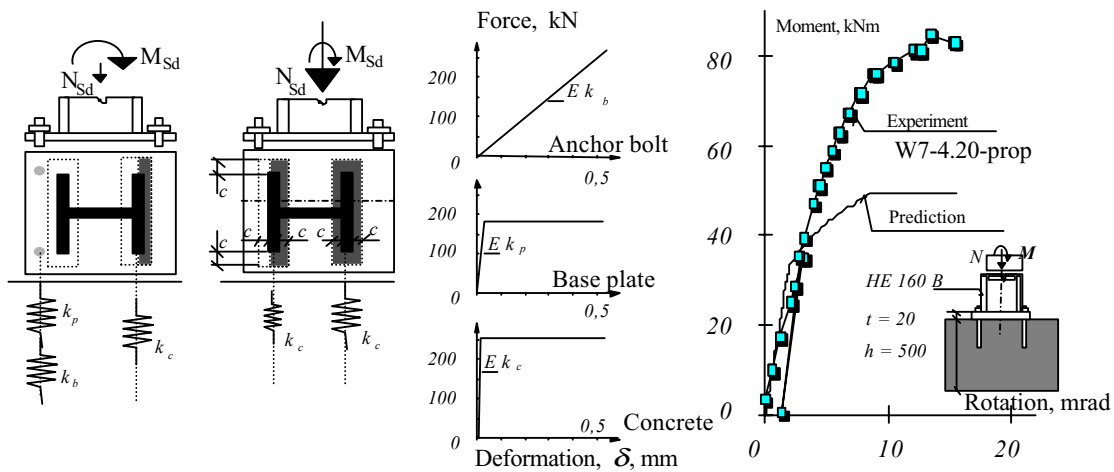 M Sd
N Sd
k p
k b
k c
M Sd
N Sd
c
c
c
c
c
c
k c
k c
Force, kN
200
100
0
E k b
Anchor bolt
0,5
200
100
0
E k p
Base plate
0,5
200
100
0
E k c
0,5
Concrete
Deformation, δ, mm
Moment, kNm
80
60
40
20
0
Experiment
W7-4.20-prop
Prediction
N
M
HE 160 B
t = 20
h = 500
Rotation, mrad
0
10
20